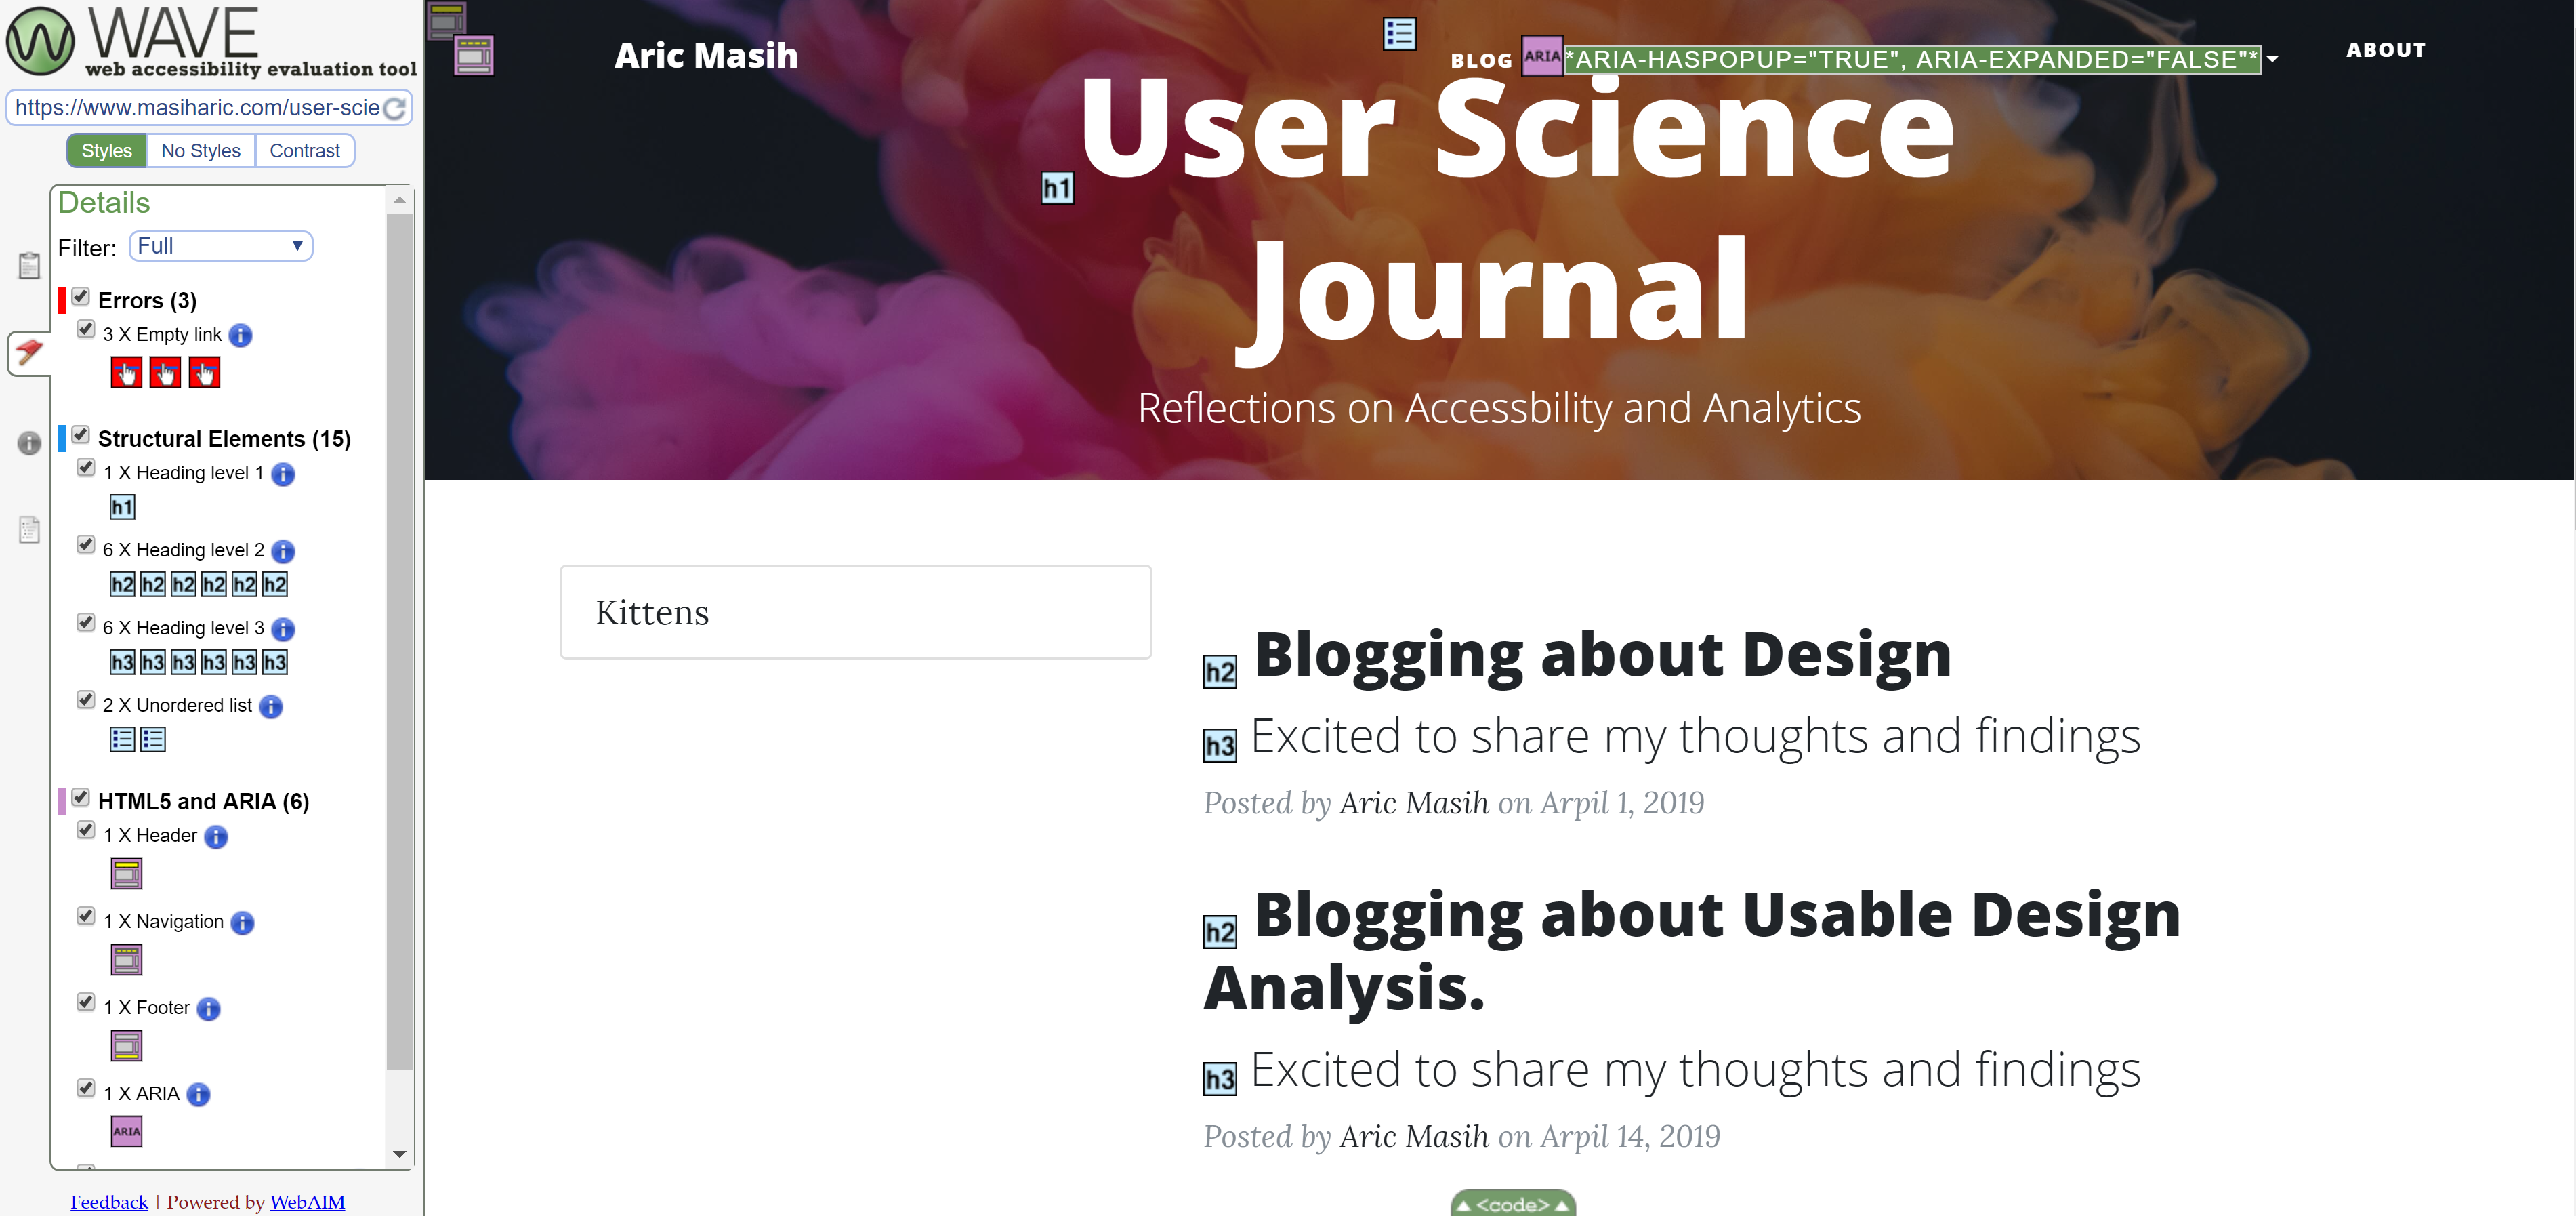 WAVE
web accessibility evaluation tool
https://www.masiharic.com/user-scie
Styles No Styles Contrast
Details
Filter: Full
Errors (3)
3 X Empty link
Structural Elements (15)
1 X Heading level 1
h1
6 X Heading level 2
h2 h2 h2 h2 h2 h2
6 X Heading level 3
h3 h3 h3 h3 h3 h3
2 X Unordered list
HTML5 and ARIA (6)
1 X Header
1 X Navigation
1 X Footer
1 X ARIA
ARIA
Feedback | Powered by WebAIM
Aric Masih
BLOG ARIA *ARIA-HASPOPUP="TRUE", ARIA-EXPANDED="FALSE"*
ABOUT
h1 User Science
Journal
Reflections on Accessbility and Analytics
Kittens
h2 Blogging about Design
h3 Excited to share my thoughts and findings
Posted by Aric Masih on Arpil 1, 2019
h2 Blogging about Usable Design
Analysis.
h3 Excited to share my thoughts and findings
Posted by Aric Masih on Arpil 14, 2019
<code>